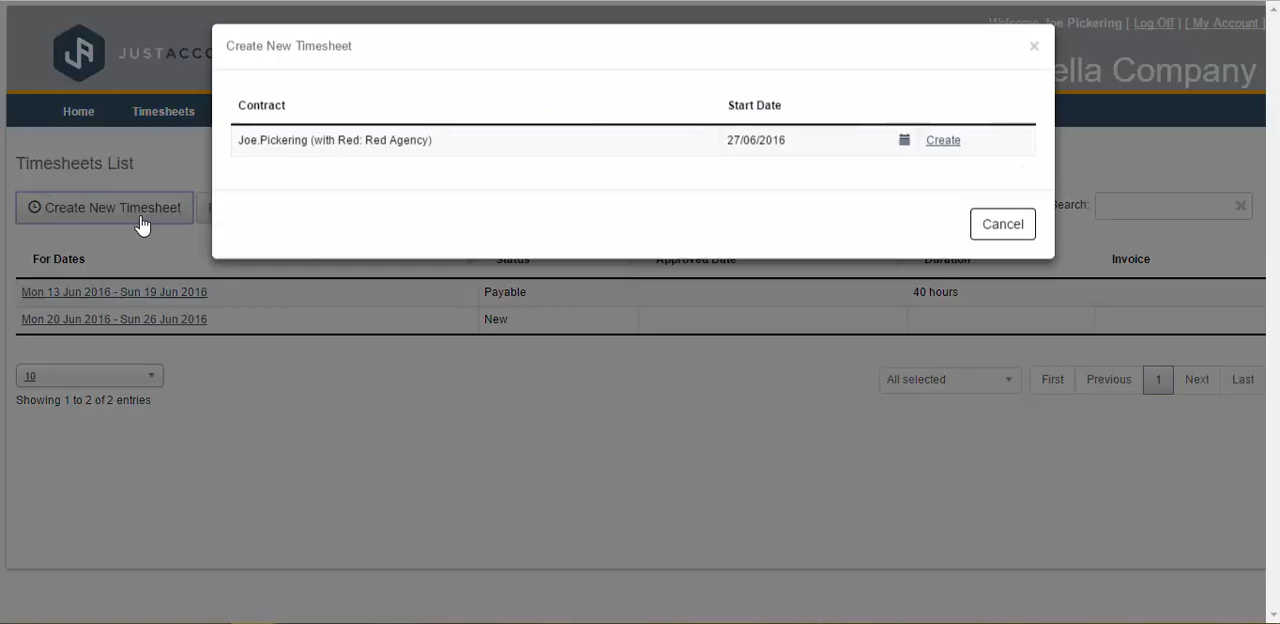 Joe Pickering [ Log Off ] | [ My Account ]
JUSTACCO
Company
Create New Timesheet
×
Contract Start Date
Joe.Pickering (with Red: Red Agency) 27/06/2016 Create
Cancel
Home Timesheets
Timesheets List
Create New Timesheet
Search:
For Dates Status Approved Date Duration Invoice
Mon 13 Jun 2016 - Sun 19 Jun 2016 Payable 40 hours
Mon 20 Jun 2016 - Sun 26 Jun 2016 New
10
All selected First Previous 1 Next Last
Showing 1 to 2 of 2 entries